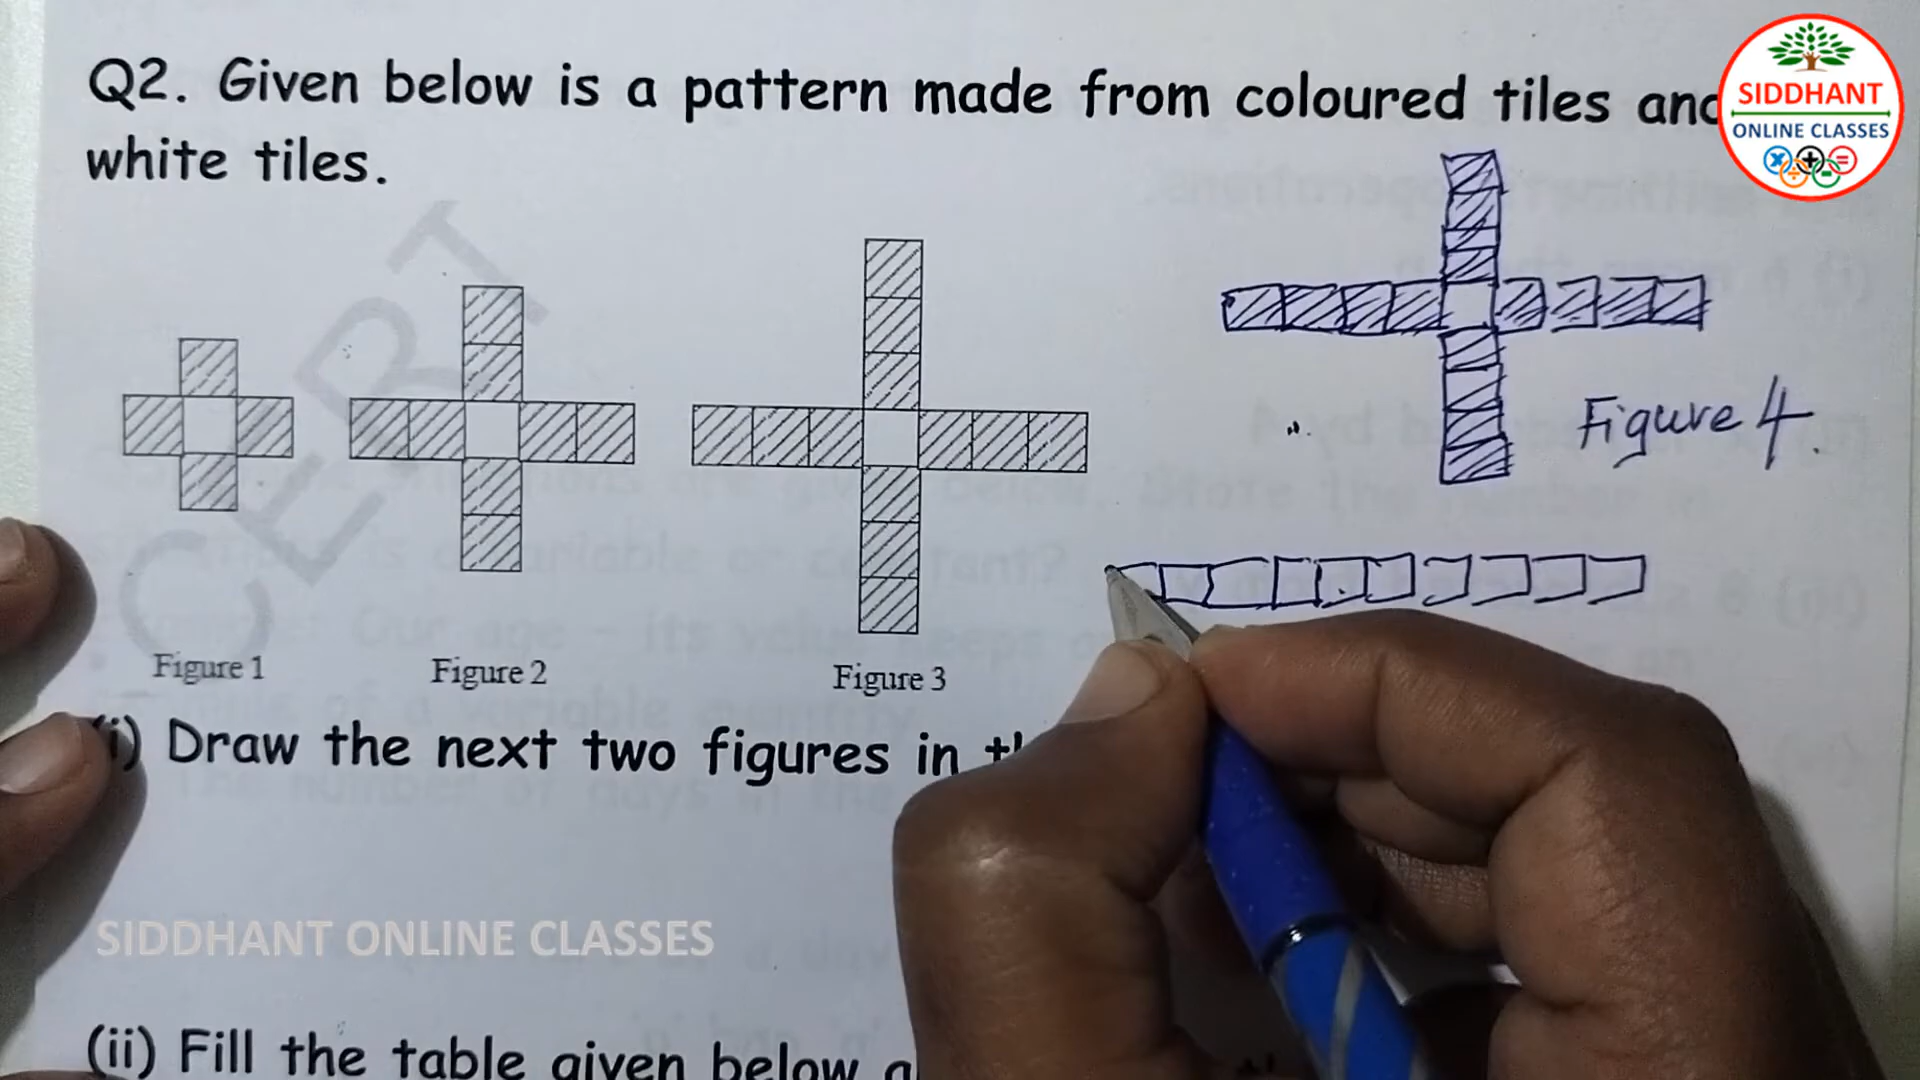 Q2. Given below is a pattern made from coloured tiles and
white tiles.
SIDDHANT
ONLINE CLASSES
CERT
Figure 4
Figure 1
Figure 2
Figure 3
(i) Draw the next two figures in
SIDDHANT ONLINE CLASSES
(ii) Fill the table given below